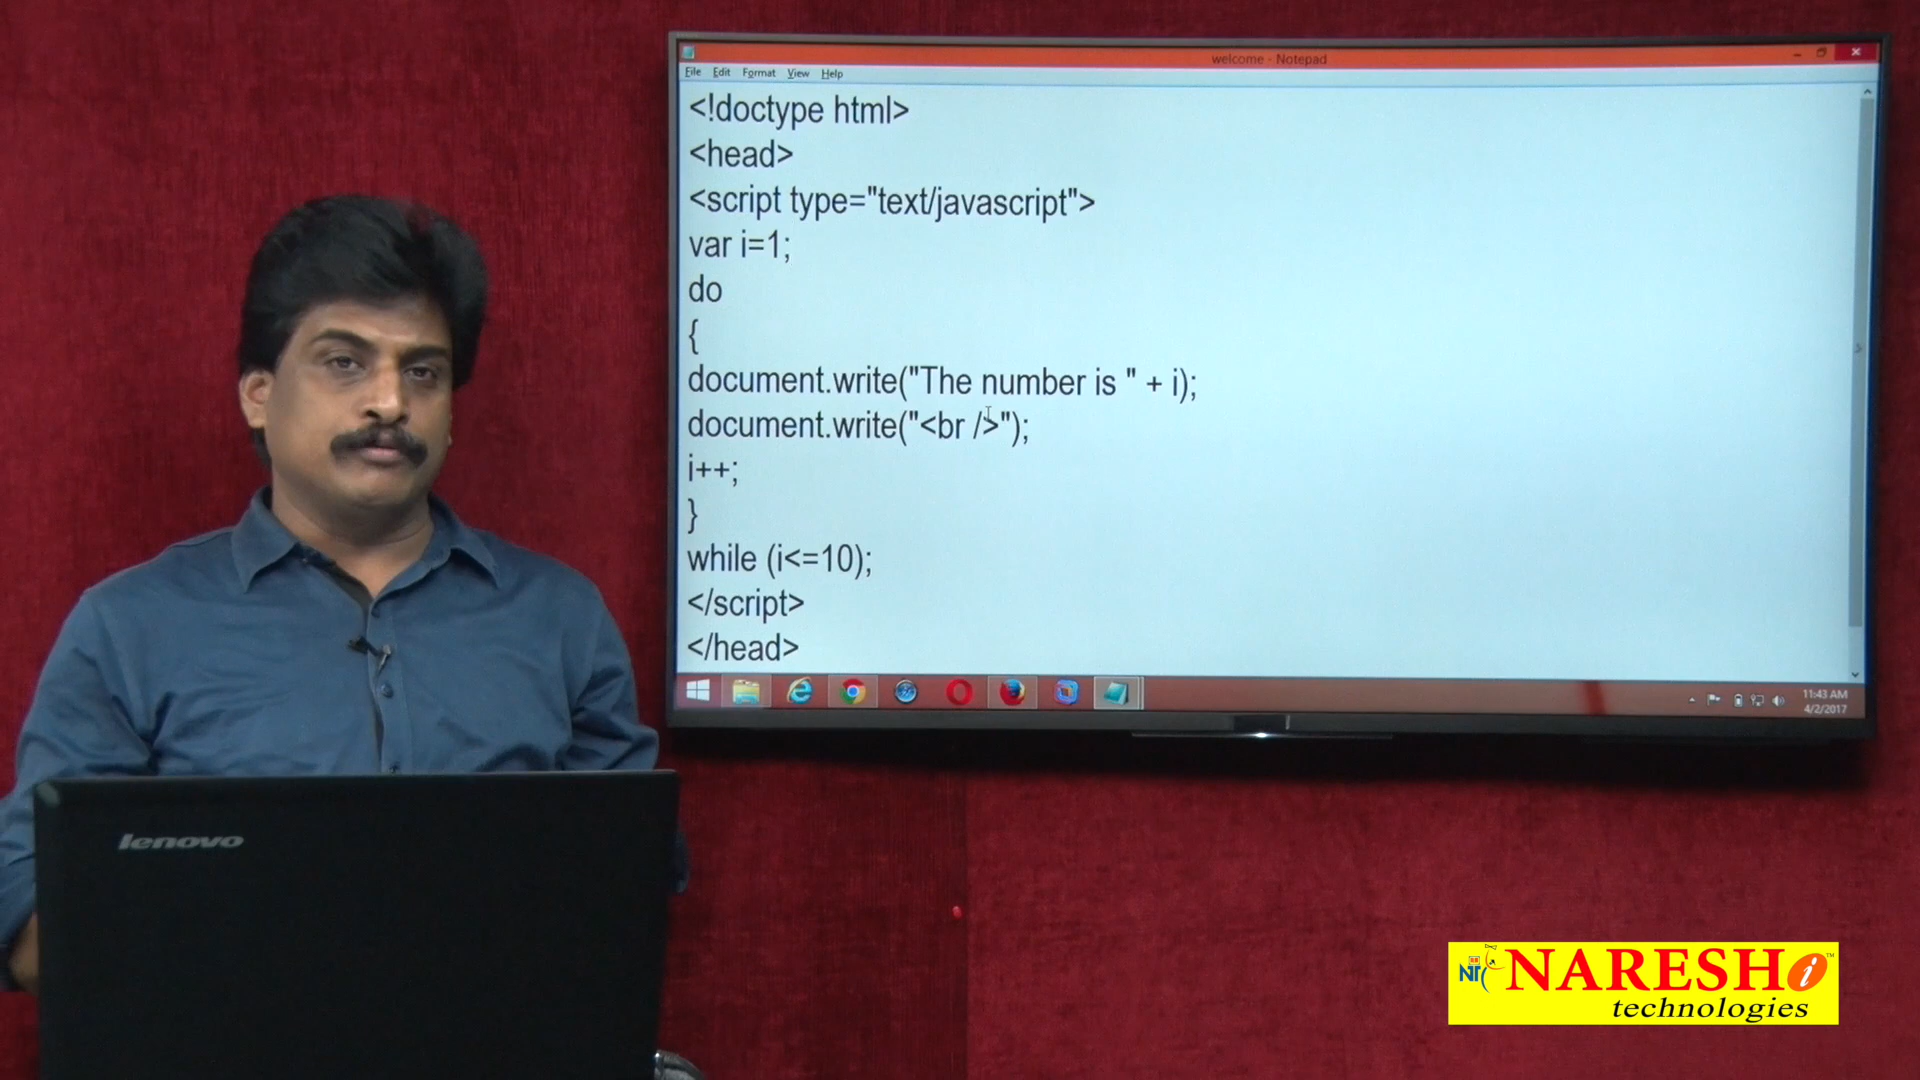 welcome - Notepad
File Edit Format View Help
<!doctype html>
<head>
<script type="text/javascript">
var i=1;
do
{
document.write("The number is " + i);
document.write("<br />");
i++;
}
while (i<=10);
</script>
</head>
11:43 AM
4/2/2017
lenovo
NT
NARESH i ™
technologies